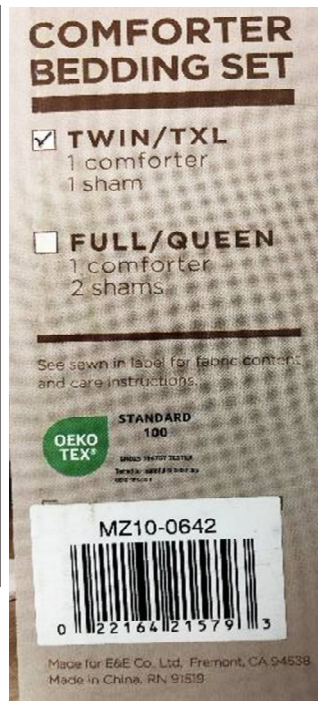 COMFORTER
BEDDING SET
TWIN/TXL
1 comforter
1 sham
FULL/QUEEN
1 comforter
2 shams
See sewn in label for fabric content
and care instructions.
OEKO
TEX®
STANDARD
100
MZ10-0642
0 22164 21579 3
Made for E&E Co., Ltd, Fremont, CA 94538
Made in China, RN 91519